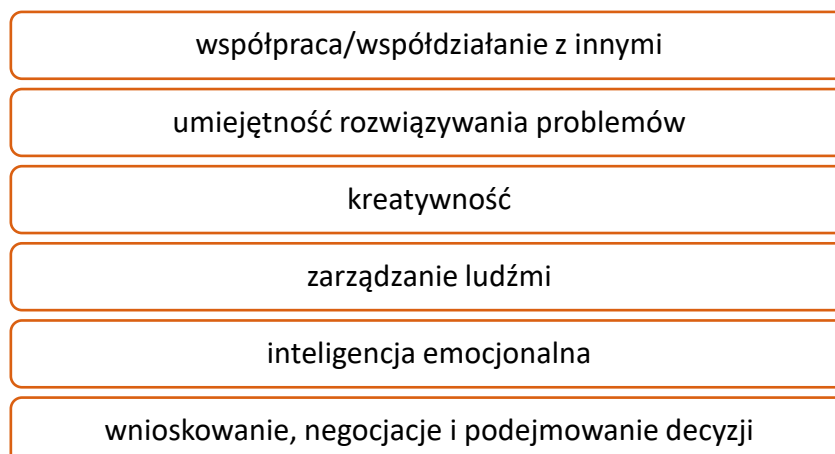 współpraca/współdziałanie z innymi
umiejętność rozwiązywania problemów
kreatywność
zarządzanie ludźmi
inteligencja emocjonalna
wnioskowanie, negocjacje i podejmowanie decyzji